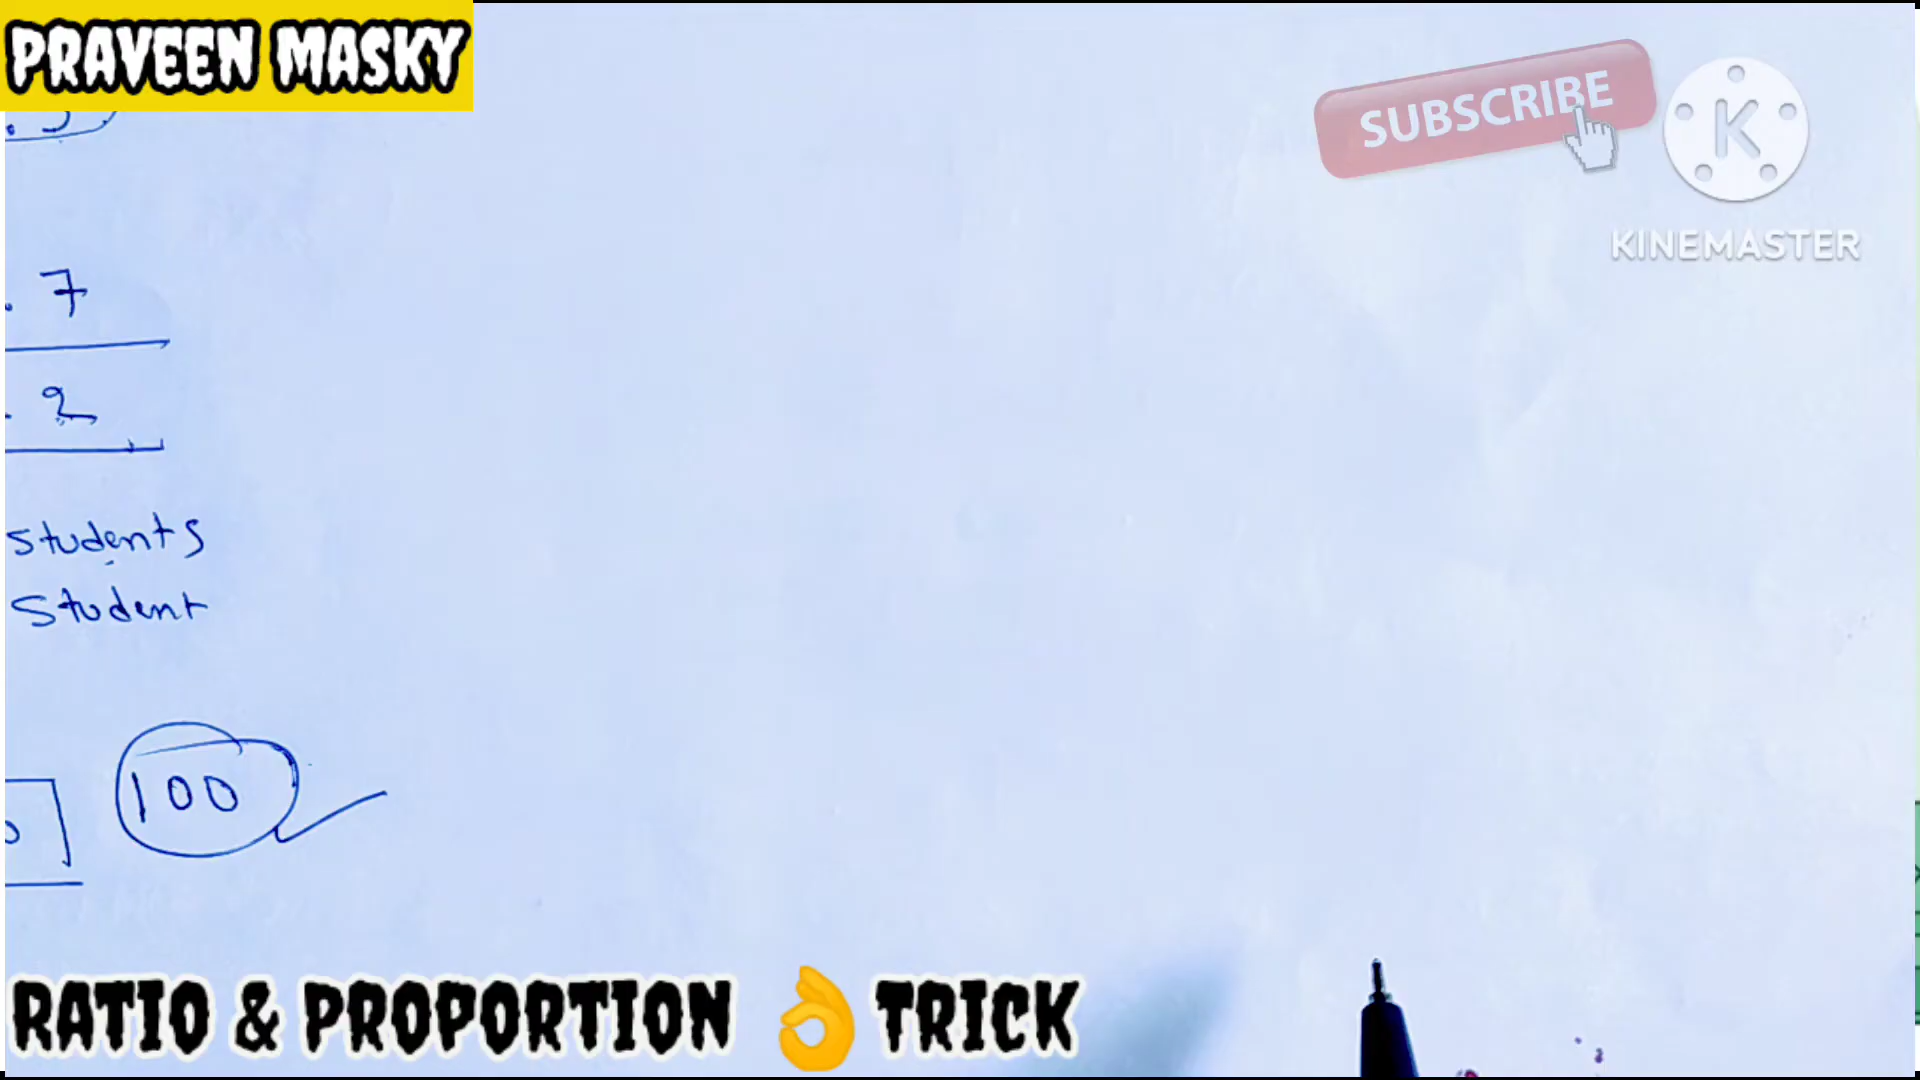 PRAVEEN MASKY
SUBSCRIBE
K
KINEMASTER
. 7
2
students
Student
100
RATIO & PROPORTION 👌 TRICK